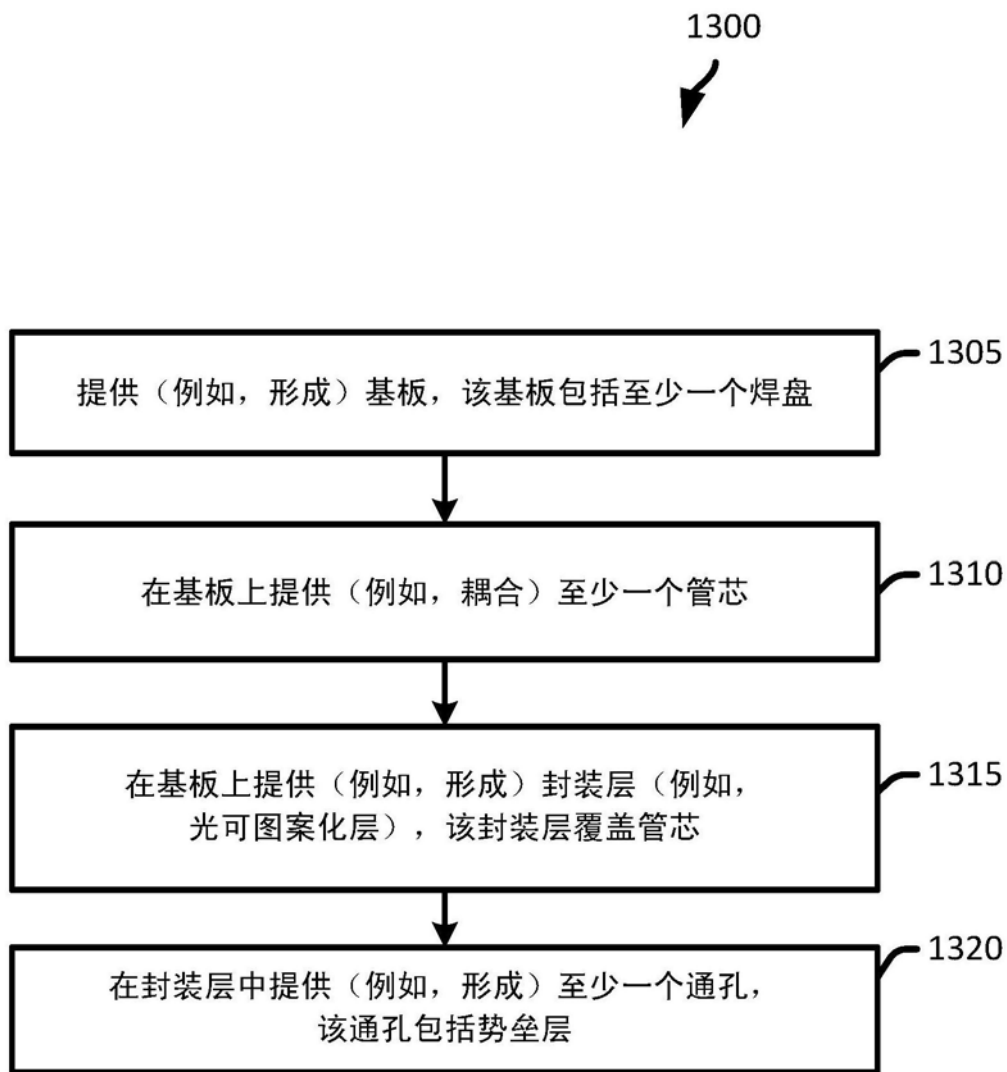 1300
提供（例如，形成）基板，该基板包括至少一个焊盘
1305
在基板上提供（例如，耦合）至少一个管芯
1310
在基板上提供（例如，形成）封装层（例如，
光可图案化层），该封装层覆盖管芯
1315
在封装层中提供（例如，形成）至少一个通孔，
该通孔包括势垒层
1320